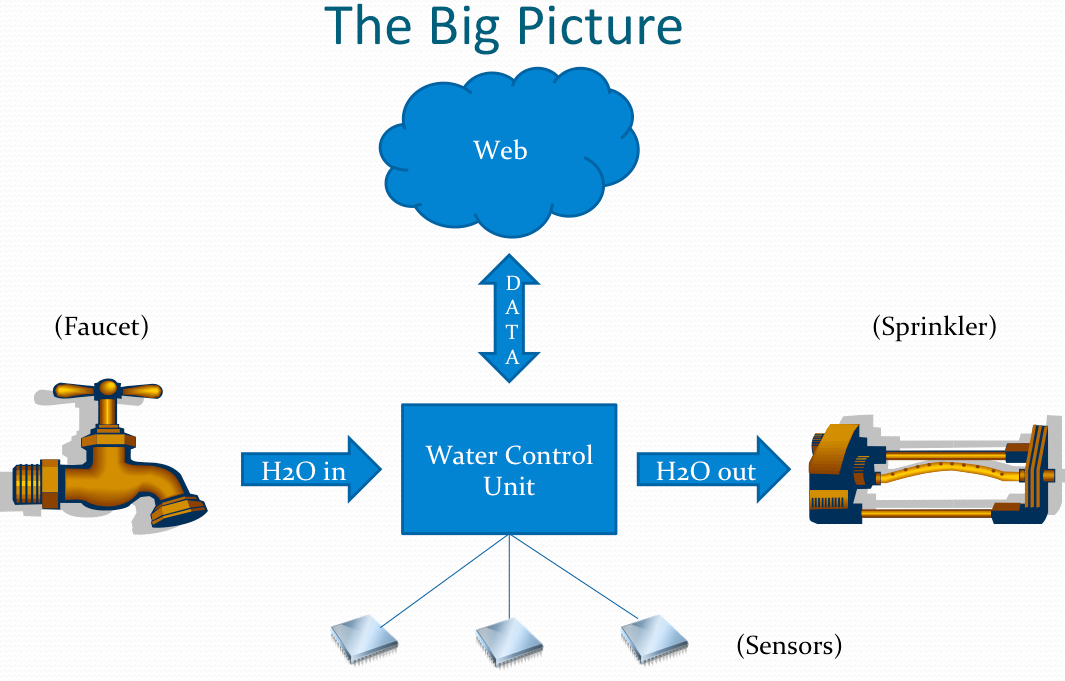 The Big Picture
Web
D
A
T
A
(Faucet)
(Sprinkler)
H2O in
Water Control
Unit
H2O out
(Sensors)